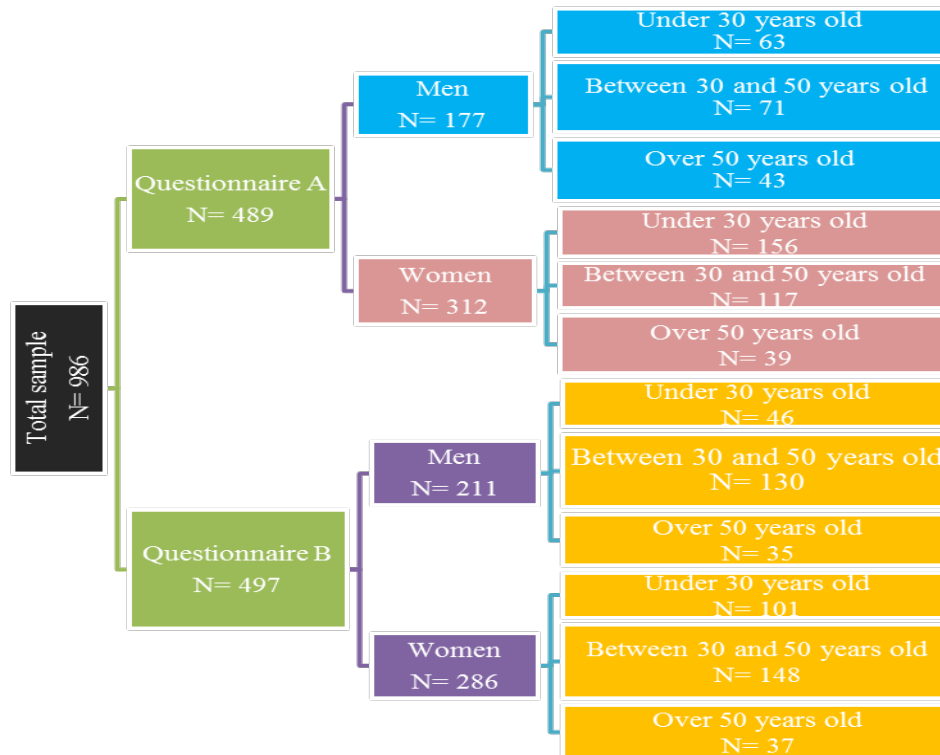 Total sample
N= 986
Questionnaire A
N= 489
Men
N= 177
Under 30 years old
N= 63
Between 30 and 50 years old
N= 71
Over 50 years old
N= 43
Women
N= 312
Under 30 years old
N= 156
Between 30 and 50 years old
N= 117
Over 50 years old
N= 39
Questionnaire B
N= 497
Men
N= 211
Under 30 years old
N= 46
Between 30 and 50 years old
N= 130
Over 50 years old
N= 35
Women
N= 286
Under 30 years old
N= 101
Between 30 and 50 years old
N= 148
Over 50 years old
N= 37